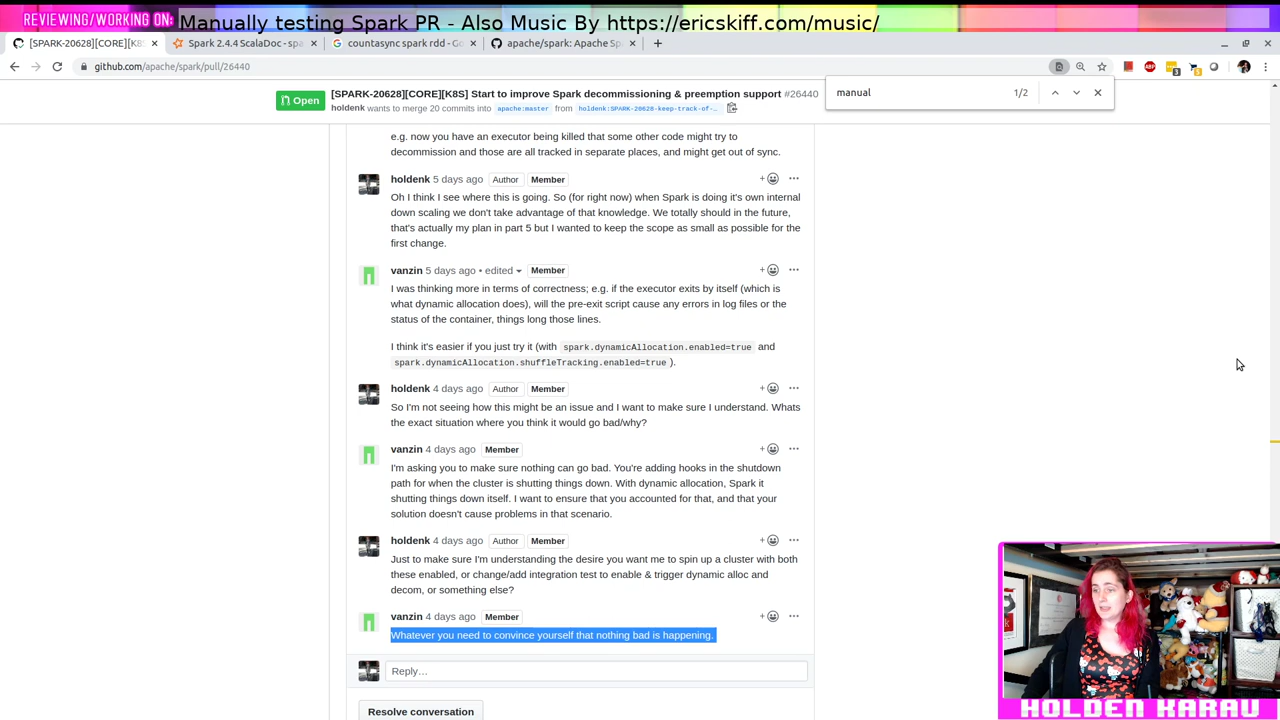 REVIEWING/WORKING ON:
Manually testing Spark PR - Also Music By https://ericskiff.com/music/
[SPARK-20628][CORE][K8S
Spark 2.4.4 ScalaDoc - spa
countasync spark rdd - Go
apache/spark: Apache Sp
github.com/apache/spark/pull/26440
manual
1/2
Open
[SPARK-20628][CORE][K8S] Start to improve Spark decommissioning & preemption support #26440
holdenk wants to merge 20 commits into apache:master from holdenk:SPARK-20628-keep-track-of-…
e.g. now you have an executor being killed that some other code might try to
decommission and those are all tracked in separate places, and might get out of sync.
holdenk 5 days ago Author Member
Oh I think I see where this is going. So (for right now) when Spark is doing it's own internal
down scaling we don't take advantage of that knowledge. We totally should in the future,
that's actually my plan in part 5 but I wanted to keep the scope as small as possible for the
first change.
vanzin 5 days ago • edited Member
I was thinking more in terms of correctness; e.g. if the executor exits by itself (which is
what dynamic allocation does), will the pre-exit script cause any errors in log files or the
status of the container, things long those lines.
I think it's easier if you just try it (with spark.dynamicAllocation.enabled=true and
spark.dynamicAllocation.shuffleTracking.enabled=true ).
holdenk 4 days ago Author Member
So I'm not seeing how this might be an issue and I want to make sure I understand. Whats
the exact situation where you think it would go bad/why?
vanzin 4 days ago Member
I'm asking you to make sure nothing can go bad. You're adding hooks in the shutdown
path for when the cluster is shutting things down. With dynamic allocation, Spark it
shutting things down itself. I want to ensure that you accounted for that, and that your
solution doesn't cause problems in that scenario.
holdenk 4 days ago Author Member
Just to make sure I'm understanding the desire you want me to spin up a cluster with both
these enabled, or change/add integration test to enable & trigger dynamic alloc and
decom, or something else?
vanzin 4 days ago Member
Whatever you need to convince yourself that nothing bad is happening.
Reply…
Resolve conversation
HOLDEN KARAU